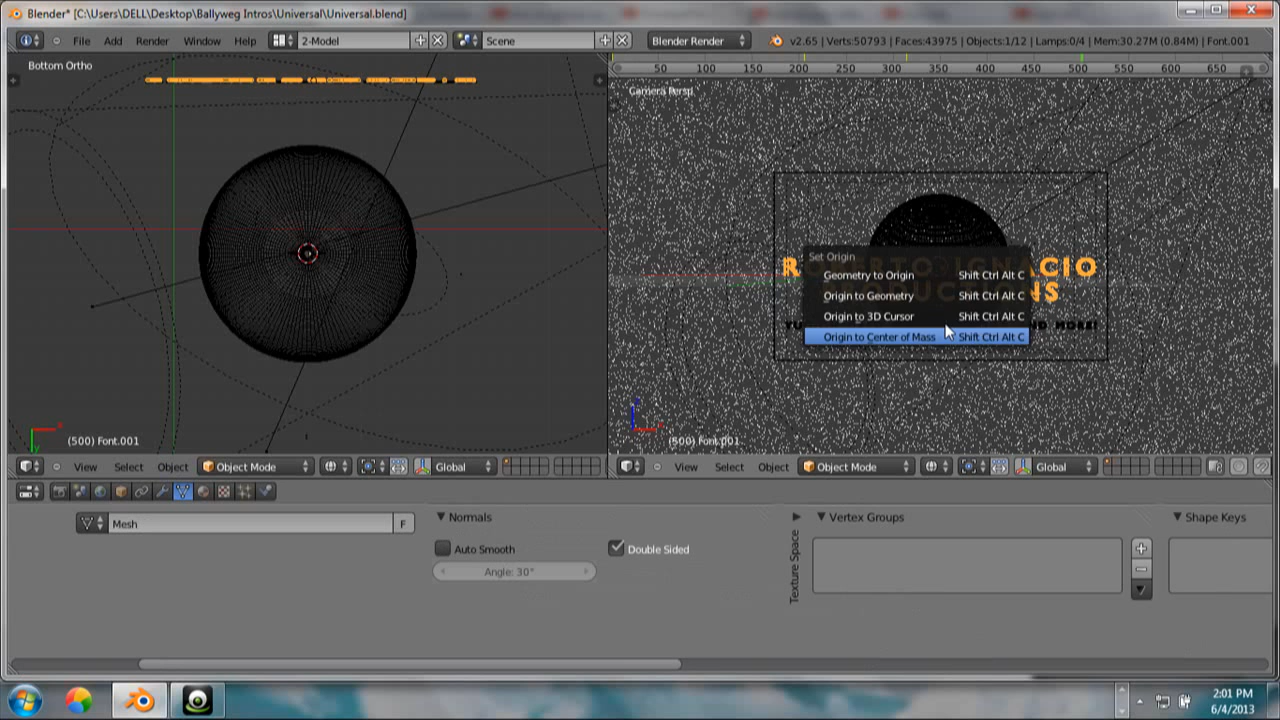 Blender* [C:\Users\DELL\Desktop\Ballyweg Intros\Universal\Universal.blend]
File Add Render Window Help 2-Model Scene Blender Render v2.65 | Verts:50793 | Faces:43975 | Objects:1/12 | Lamps:0/4 | Mem:30.27M (0.84M) | Font.001
Bottom Ortho
50 100 150 200 250 300 350 400 450 500 550 600 650
Camera Persp
Set Origin
Geometry to Origin Shift Ctrl Alt C
Origin to Geometry Shift Ctrl Alt C
Origin to 3D Cursor Shift Ctrl Alt C
Origin to Center of Mass Shift Ctrl Alt C
(500) Font.001
(500) Font.001
View Select Object Object Mode Global
View Select Object Object Mode Global
Mesh F
Normals
Auto Smooth
Double Sided
Angle: 30°
Texture Space
Vertex Groups
Shape Keys
2:01 PM
6/4/2013